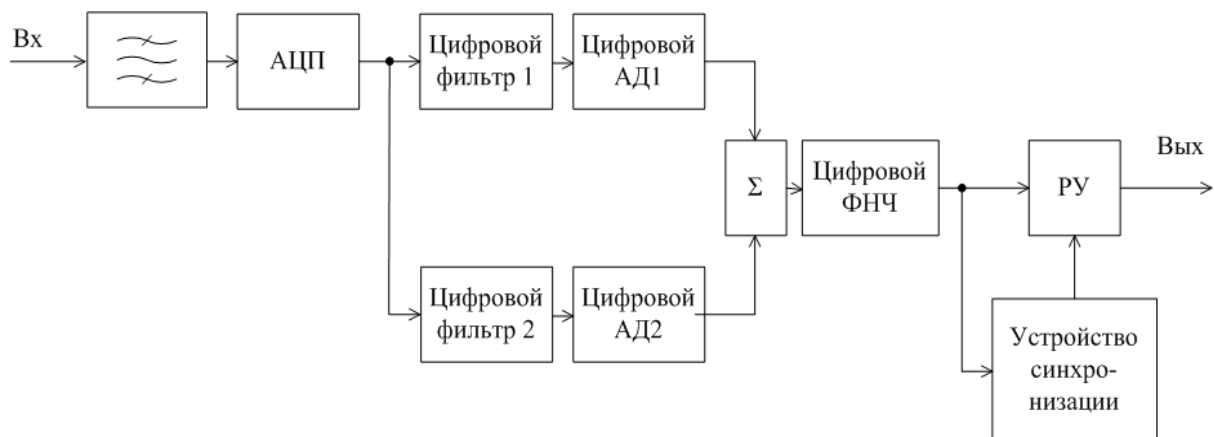 Вх
АЦП
Цифровой
фильтр 1
Цифровой
АД1
Σ
Цифровой
ФНЧ
РУ
Вых
Цифровой
фильтр 2
Цифровой
АД2
Устройство
синхро-
низации